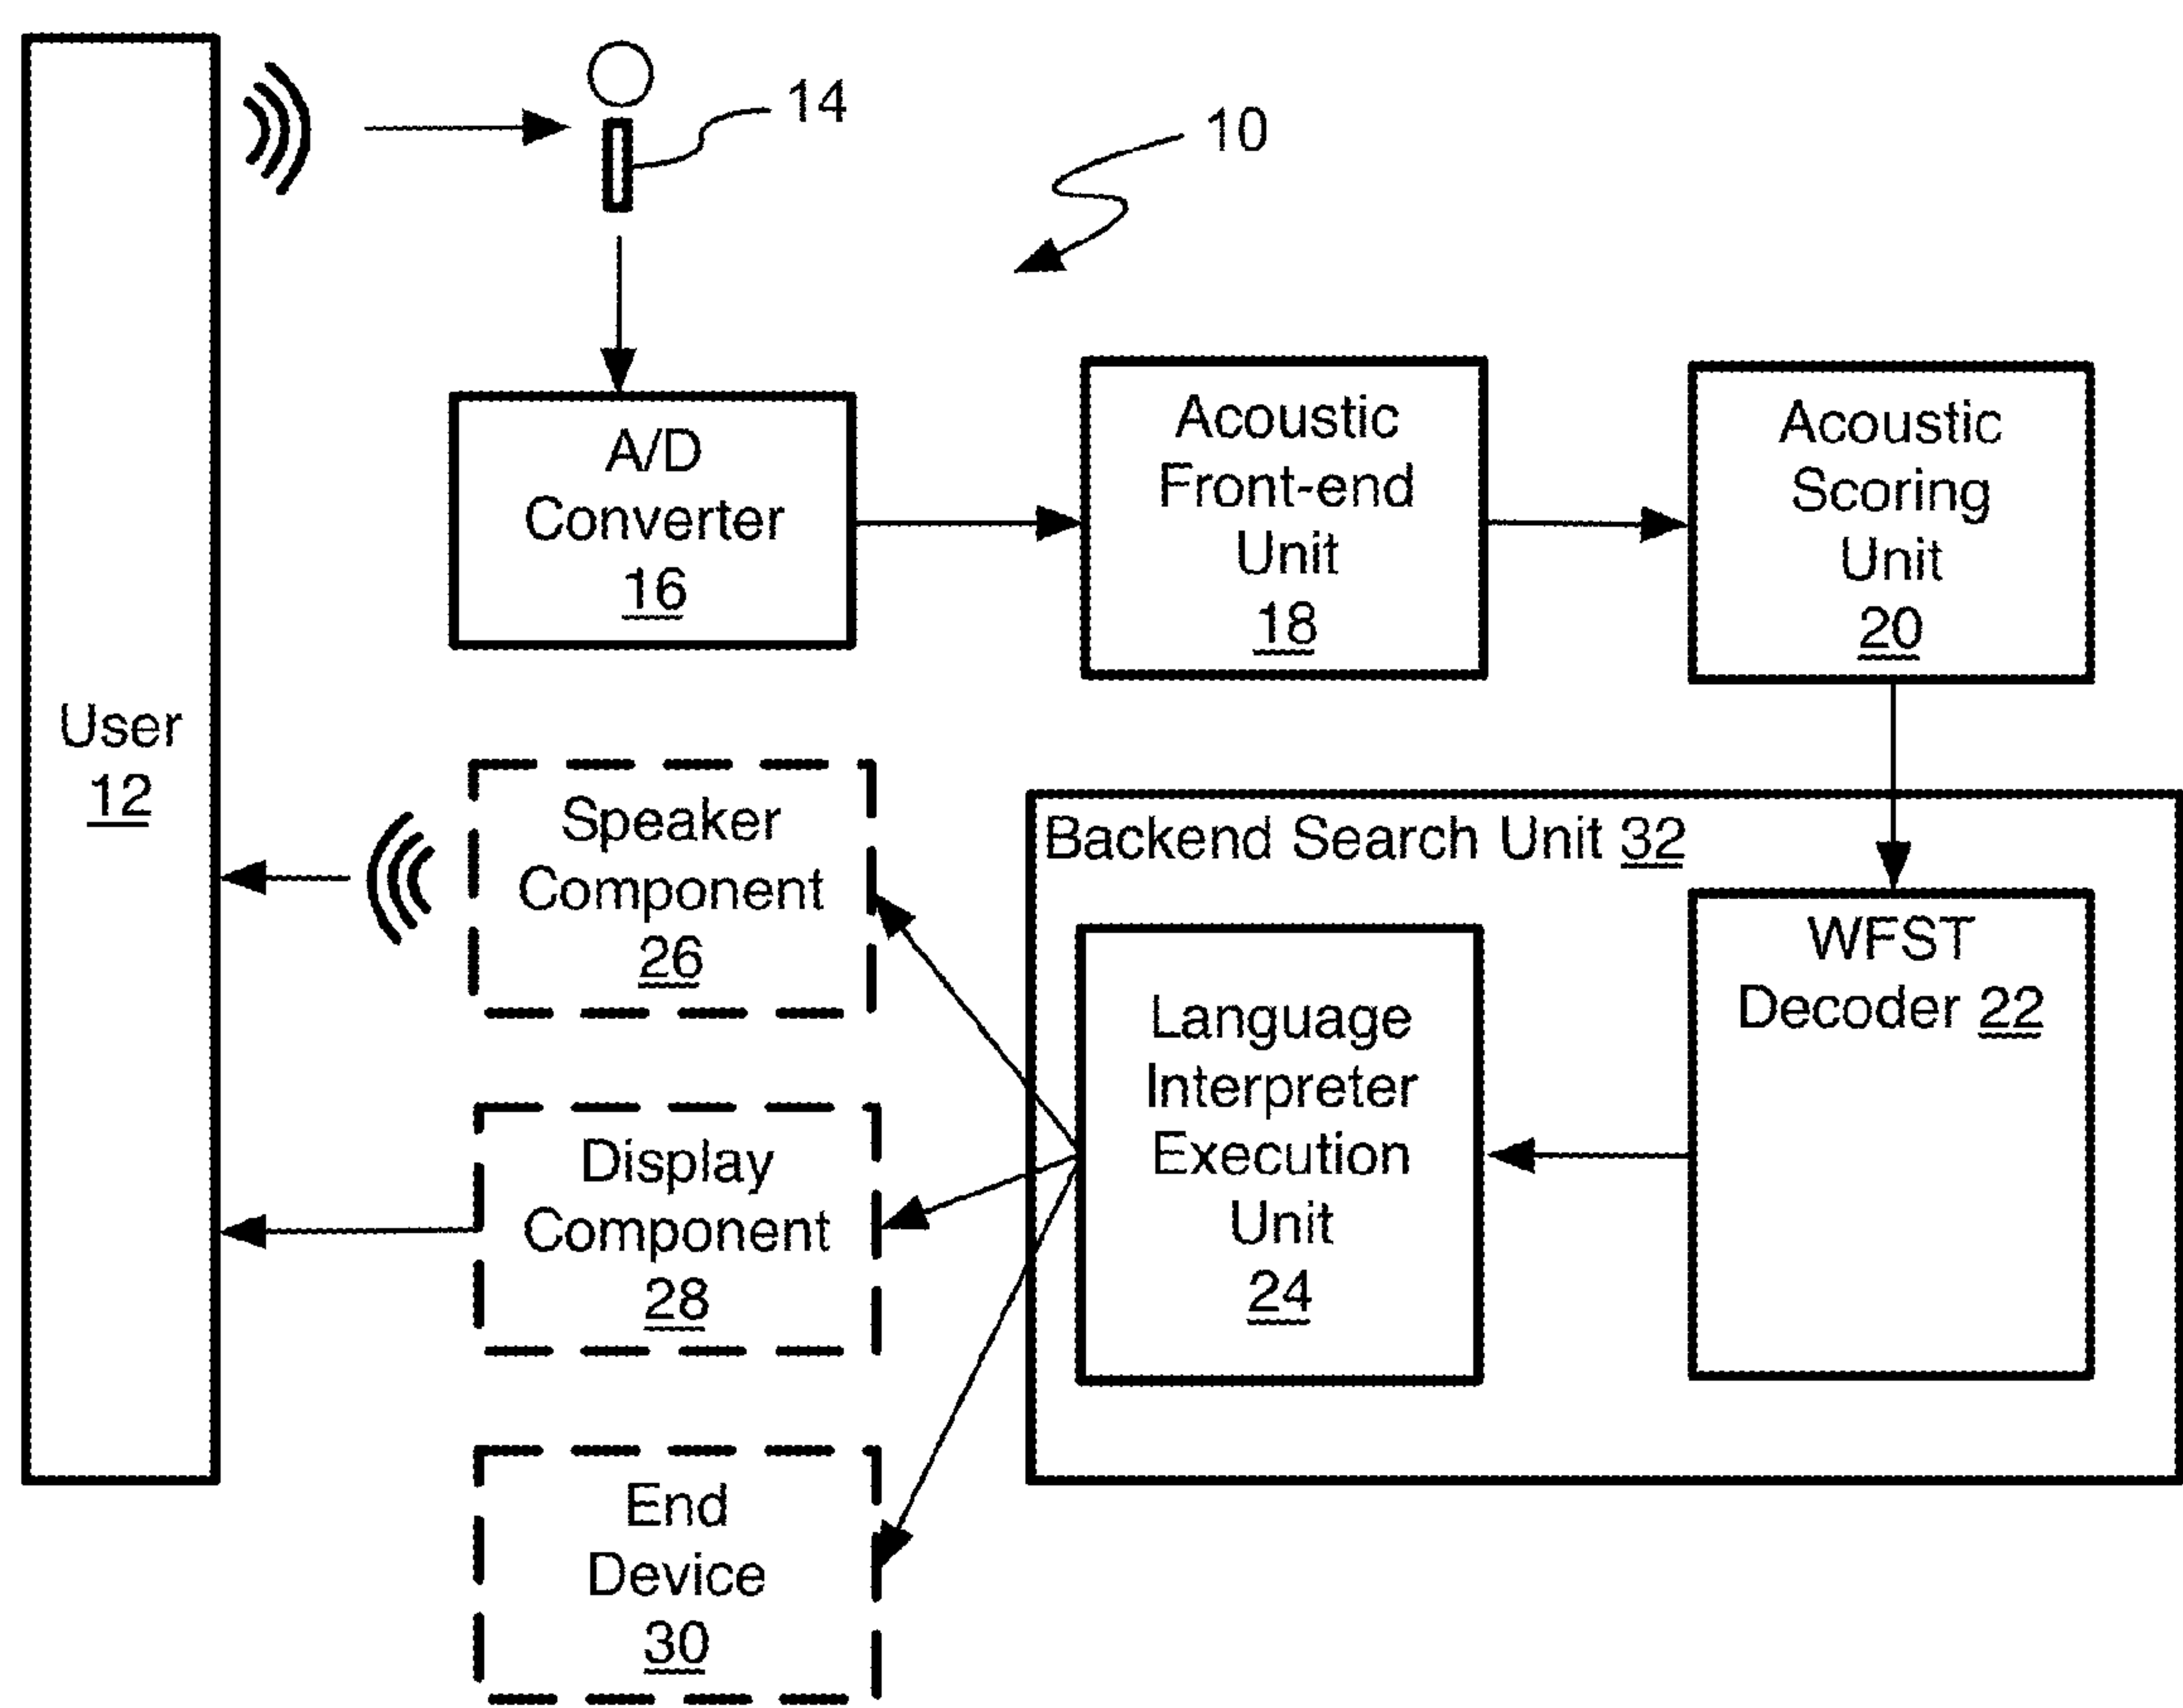 14
10
A/D
Converter
16
Acoustic
Front-end
Unit
18
Acoustic
Scoring
Unit
20
User
12
Speaker
Component
26
Backend Search Unit 32
WFST
Decoder 22
Language
Interpreter
Execution
Unit
24
Display
Component
28
End
Device
30